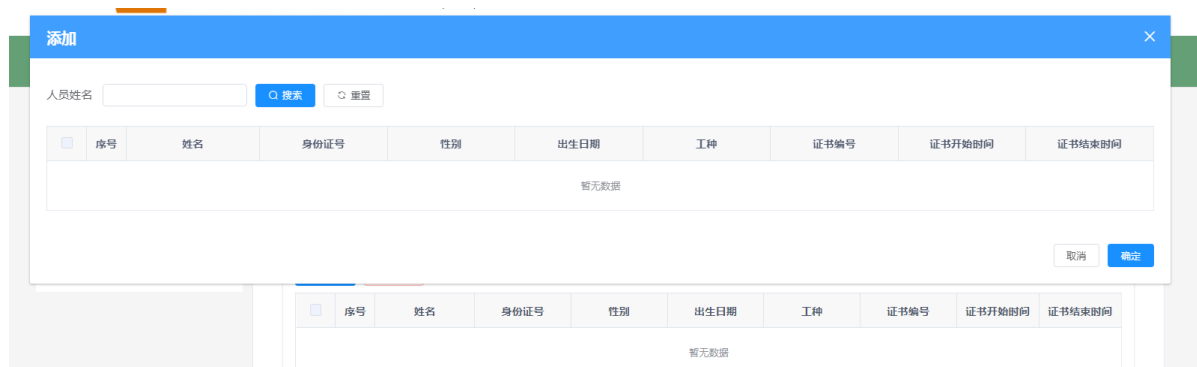 添加
人员姓名 搜索 重置
序号 姓名 身份证号 性别 出生日期 工种 证书编号 证书开始时间 证书结束时间
暂无数据
取消 确定
序号 姓名 身份证号 性别 出生日期 工种 证书编号 证书开始时间 证书结束时间
暂无数据